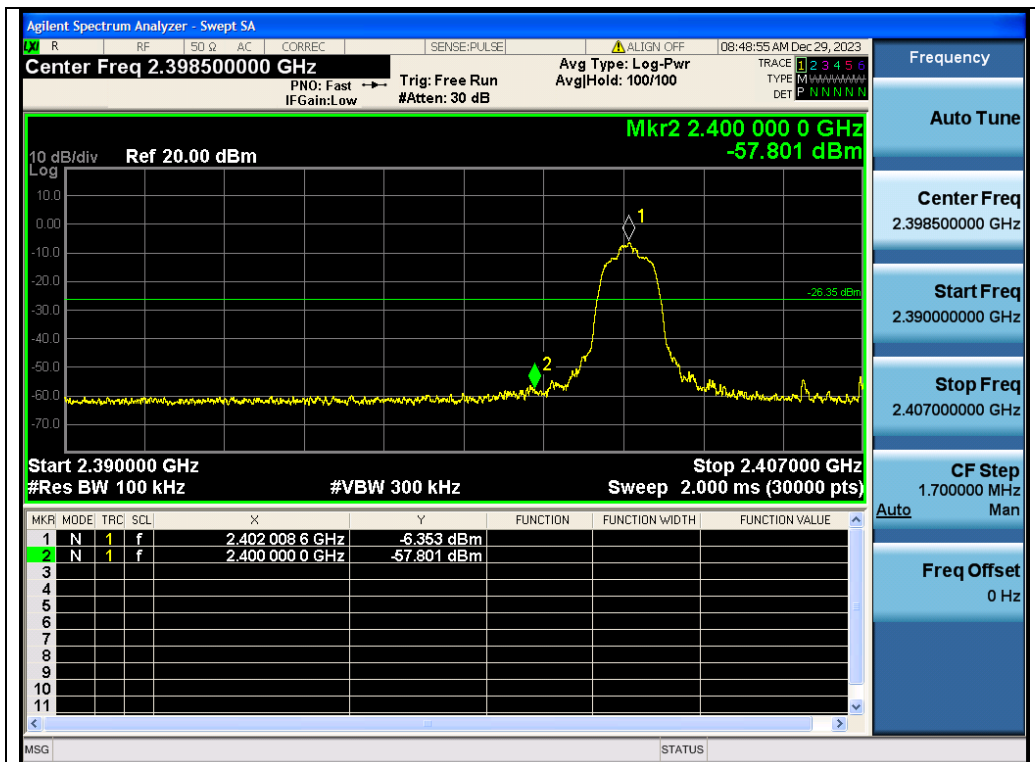 Agilent Spectrum Analyzer - Swept SA
LXI R RF 50 Ω AC CORREC SENSE:PULSE ALIGN OFF 08:48:55 AM Dec 29, 2023
Center Freq 2.398500000 GHz
PNO: Fast
IFGain:Low
Trig: Free Run
#Atten: 30 dB
Avg Type: Log-Pwr
Avg|Hold: 100/100
TRACE 1 2 3 4 5 6
TYPE M WWWWW
DET P N N N N N
Mkr2 2.400 000 0 GHz
-57.801 dBm
10 dB/div Ref 20.00 dBm
Log
10.0
0.00
-10.0
-20.0
-30.0
-40.0
-50.0
-60.0
-70.0
1
2
-26.35 dBm
Start 2.390000 GHz Stop 2.407000 GHz
#Res BW 100 kHz #VBW 300 kHz Sweep 2.000 ms (30000 pts)
MKR MODE TRC SCL X Y FUNCTION FUNCTION WIDTH FUNCTION VALUE
1 N 1 f 2.402 008 6 GHz -6.353 dBm
2 N 1 f 2.400 000 0 GHz -57.801 dBm
3
4
5
6
7
8
9
10
11
MSG STATUS
Frequency
Auto Tune
Center Freq
2.398500000 GHz
Start Freq
2.390000000 GHz
Stop Freq
2.407000000 GHz
CF Step
1.700000 MHz
Auto Man
Freq Offset
0 Hz